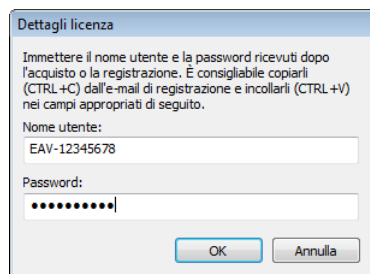 Dettagli licenza
Immettere il nome utente e la password ricevuti dopo
l'acquisto o la registrazione. È consigliabile copiarli
(CTRL+C) dall'e-mail di registrazione e incollarli (CTRL+V)
nei campi appropriati di seguito.
Nome utente:
EAV-12345678
Password:
●●●●●●●●●●
OK Annulla